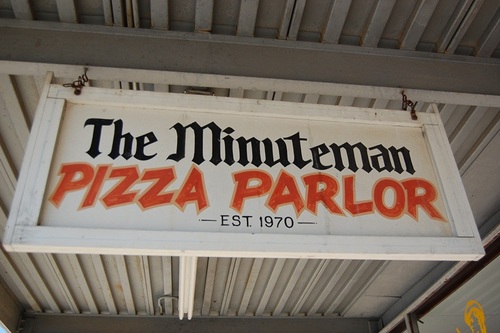 The Minuteman
PIZZA PARLOR
EST. 1970